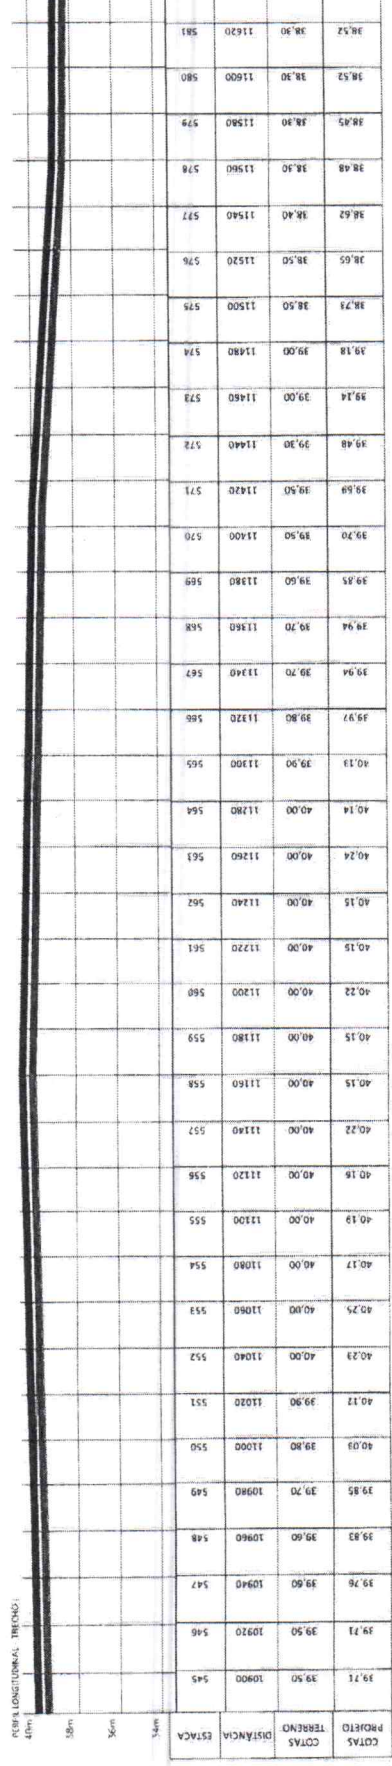 PERFIL LONGITUDINAL TRECHO
40m
38m
36m
34m
ESTACA DISTÂNCIA COTAS TERRENO COTAS PROJETO
545 10900 39,50 39,71
546 10920 39,50 39,71
547 10940 39,60 39,76
548 10960 39,60 39,83
549 10980 39,70 39,85
550 11000 39,80 40,03
551 11020 39,90 40,12
552 11040 40,00 40,23
553 11060 40,00 40,25
554 11080 40,00 40,17
555 11100 40,00 40,19
556 11120 40,00 40,16
557 11140 40,00 40,22
558 11160 40,00 40,15
559 11180 40,00 40,15
560 11200 40,00 40,22
561 11220 40,00 40,15
562 11240 40,00 40,15
563 11260 40,00 40,24
564 11280 40,00 40,14
565 11300 39,90 40,13
566 11320 39,80 39,97
567 11340 39,70 39,94
568 11360 39,70 39,94
569 11380 39,60 39,85
570 11400 39,50 39,70
571 11420 39,50 39,69
572 11440 39,30 39,48
573 11460 39,00 39,14
574 11480 39,00 39,18
575 11500 38,50 38,73
576 11520 38,50 38,65
577 11540 38,40 38,62
578 11560 38,30 38,48
579 11580 38,30 38,45
580 11600 38,30 38,52
581 11620 38,30 38,52